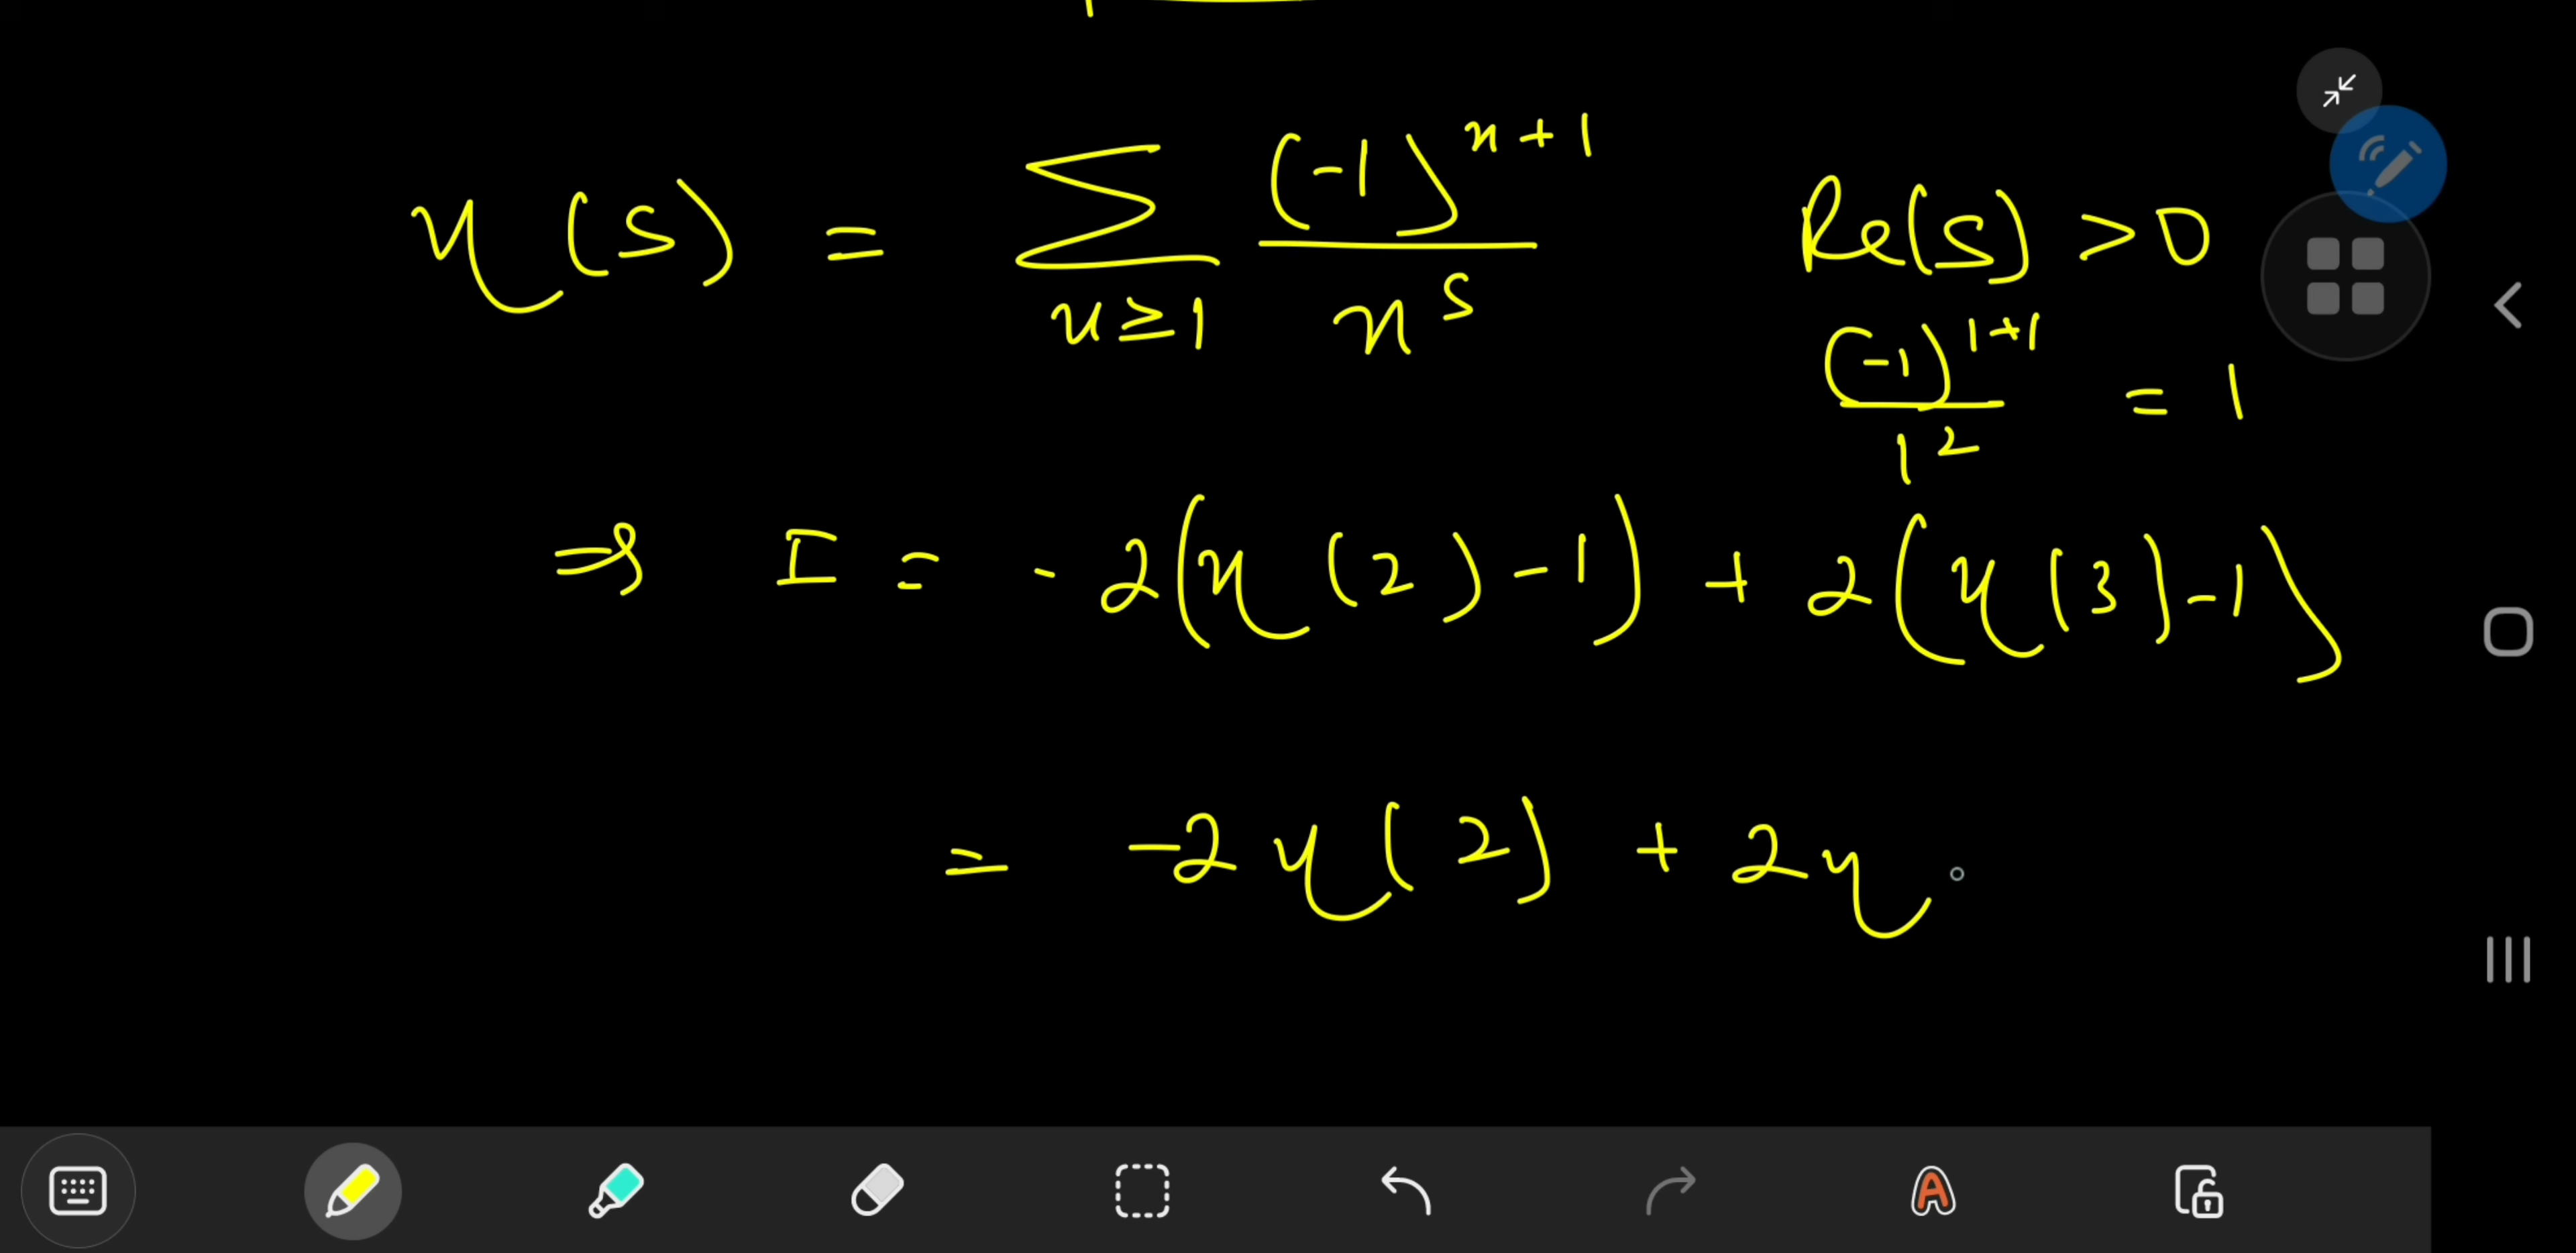 η(s) = Σ_{n≥1} (-1)^{n+1} / n^s    Re(s) > 0
(-1)^{1+1} / 1^2 = 1
⇒ I = -2(η(2)-1) + 2(η(3)-1)
= -2η(2) + 2η
A